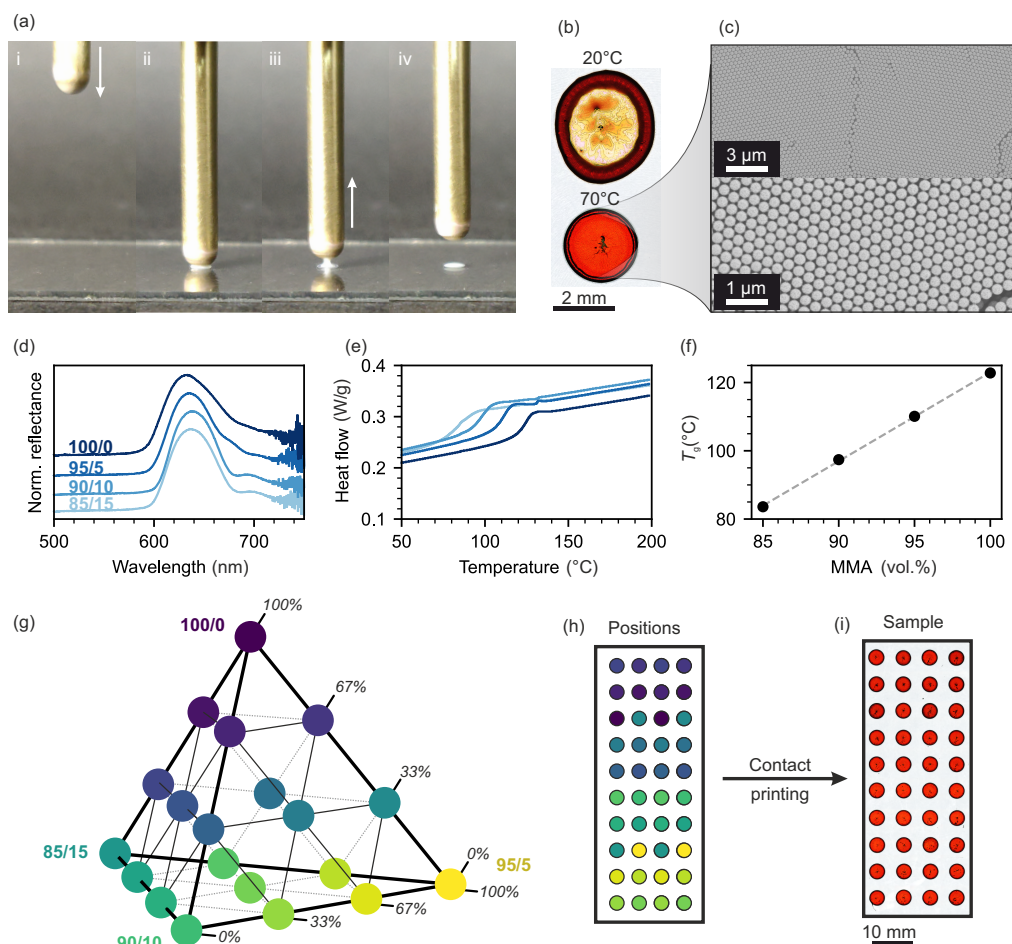 (a)
i
ii
iii
iv
(b)
20°C
70°C
2 mm
(c)
3 µm
1 µm
(d)
Norm. reflectance
100/0
95/5
90/10
85/15
500
600
700
Wavelength (nm)
(e)
Heat flow (W/g)
0.4
0.3
0.2
0.1
50
100
150
200
Temperature (°C)
(f)
Tg(°C)
120
100
80
85
90
95
100
MMA (vol.%)
(g)
100/0
100%
67%
33%
85/15
0%
95/5
100%
67%
33%
0%
90/10
(h)
Positions
Contact
printing
(i)
Sample
10 mm